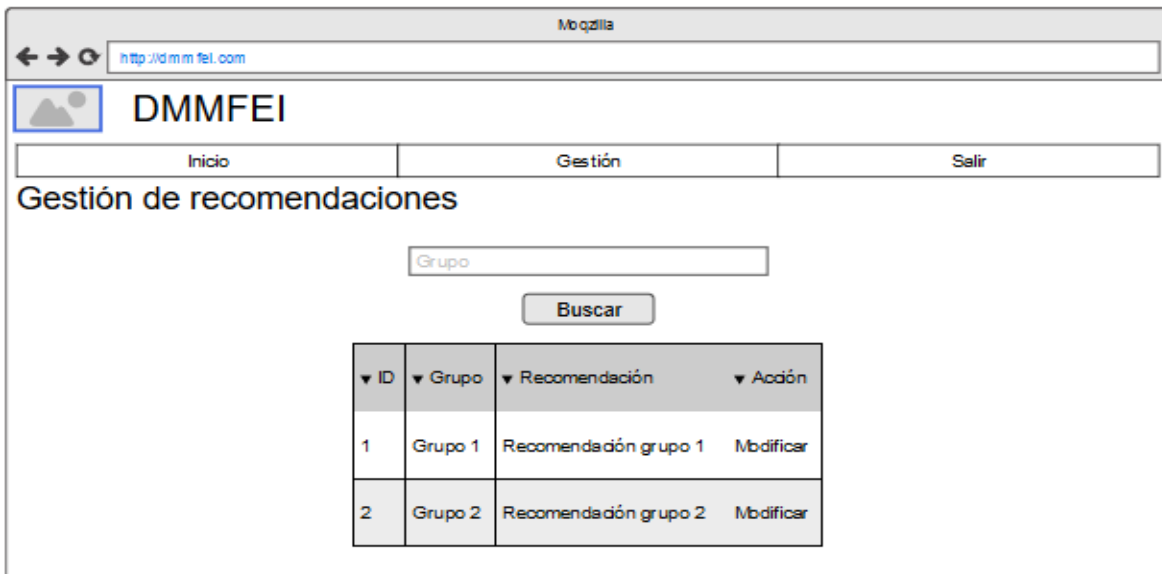 Moqzilla
http://dmmfei.com
DMMFEI
Inicio Gestión Salir
Gestión de recomendaciones
Grupo
Buscar
▼ ID ▼ Grupo ▼ Recomendación ▼ Acción
1 Grupo 1 Recomendación grupo 1 Modificar
2 Grupo 2 Recomendación grupo 2 Modificar